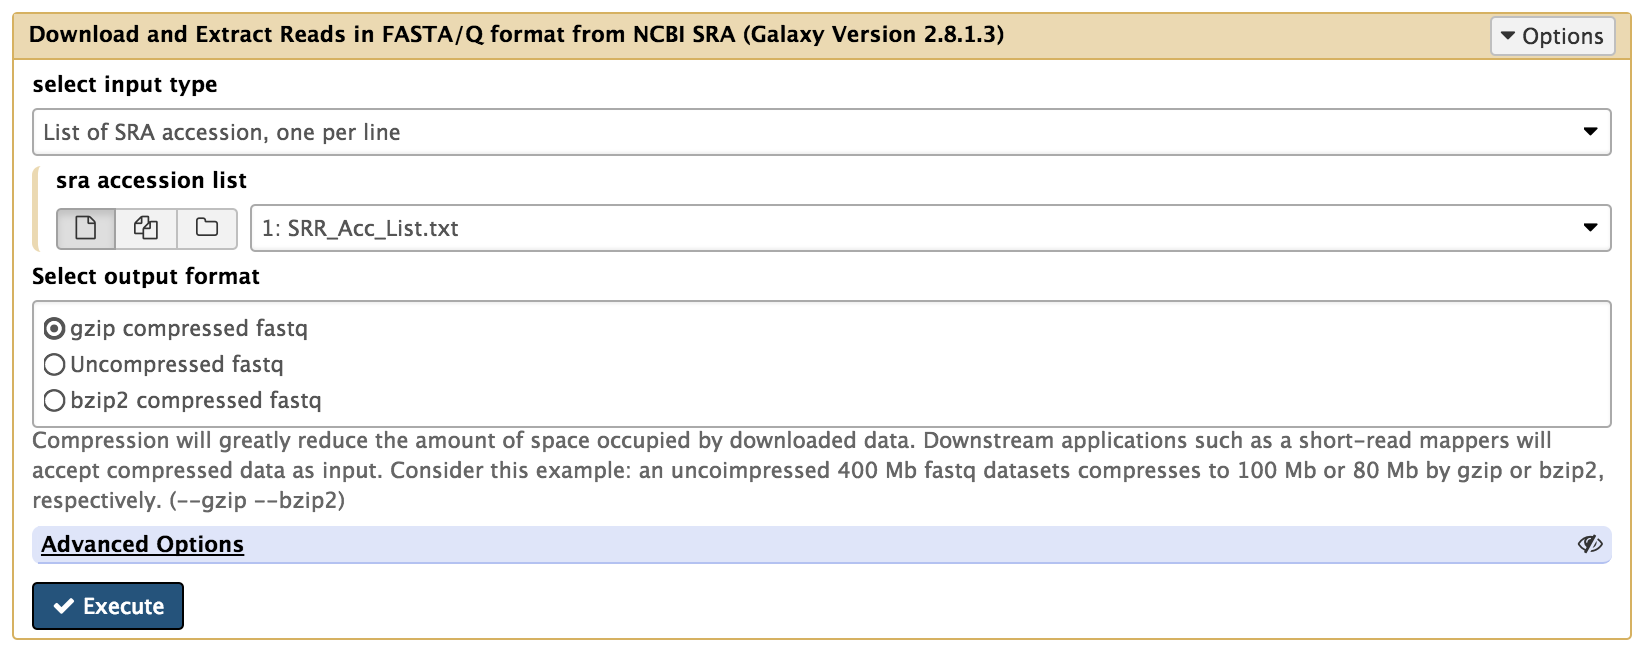 Download and Extract Reads in FASTA/Q format from NCBI SRA (Galaxy Version 2.8.1.3)
Options
select input type
List of SRA accession, one per line
sra accession list
1: SRR_Acc_List.txt
Select output format
gzip compressed fastq
Uncompressed fastq
bzip2 compressed fastq
Compression will greatly reduce the amount of space occupied by downloaded data. Downstream applications such as a short-read mappers will
accept compressed data as input. Consider this example: an uncoimpressed 400 Mb fastq datasets compresses to 100 Mb or 80 Mb by gzip or bzip2,
respectively. (--gzip --bzip2)
Advanced Options
Execute